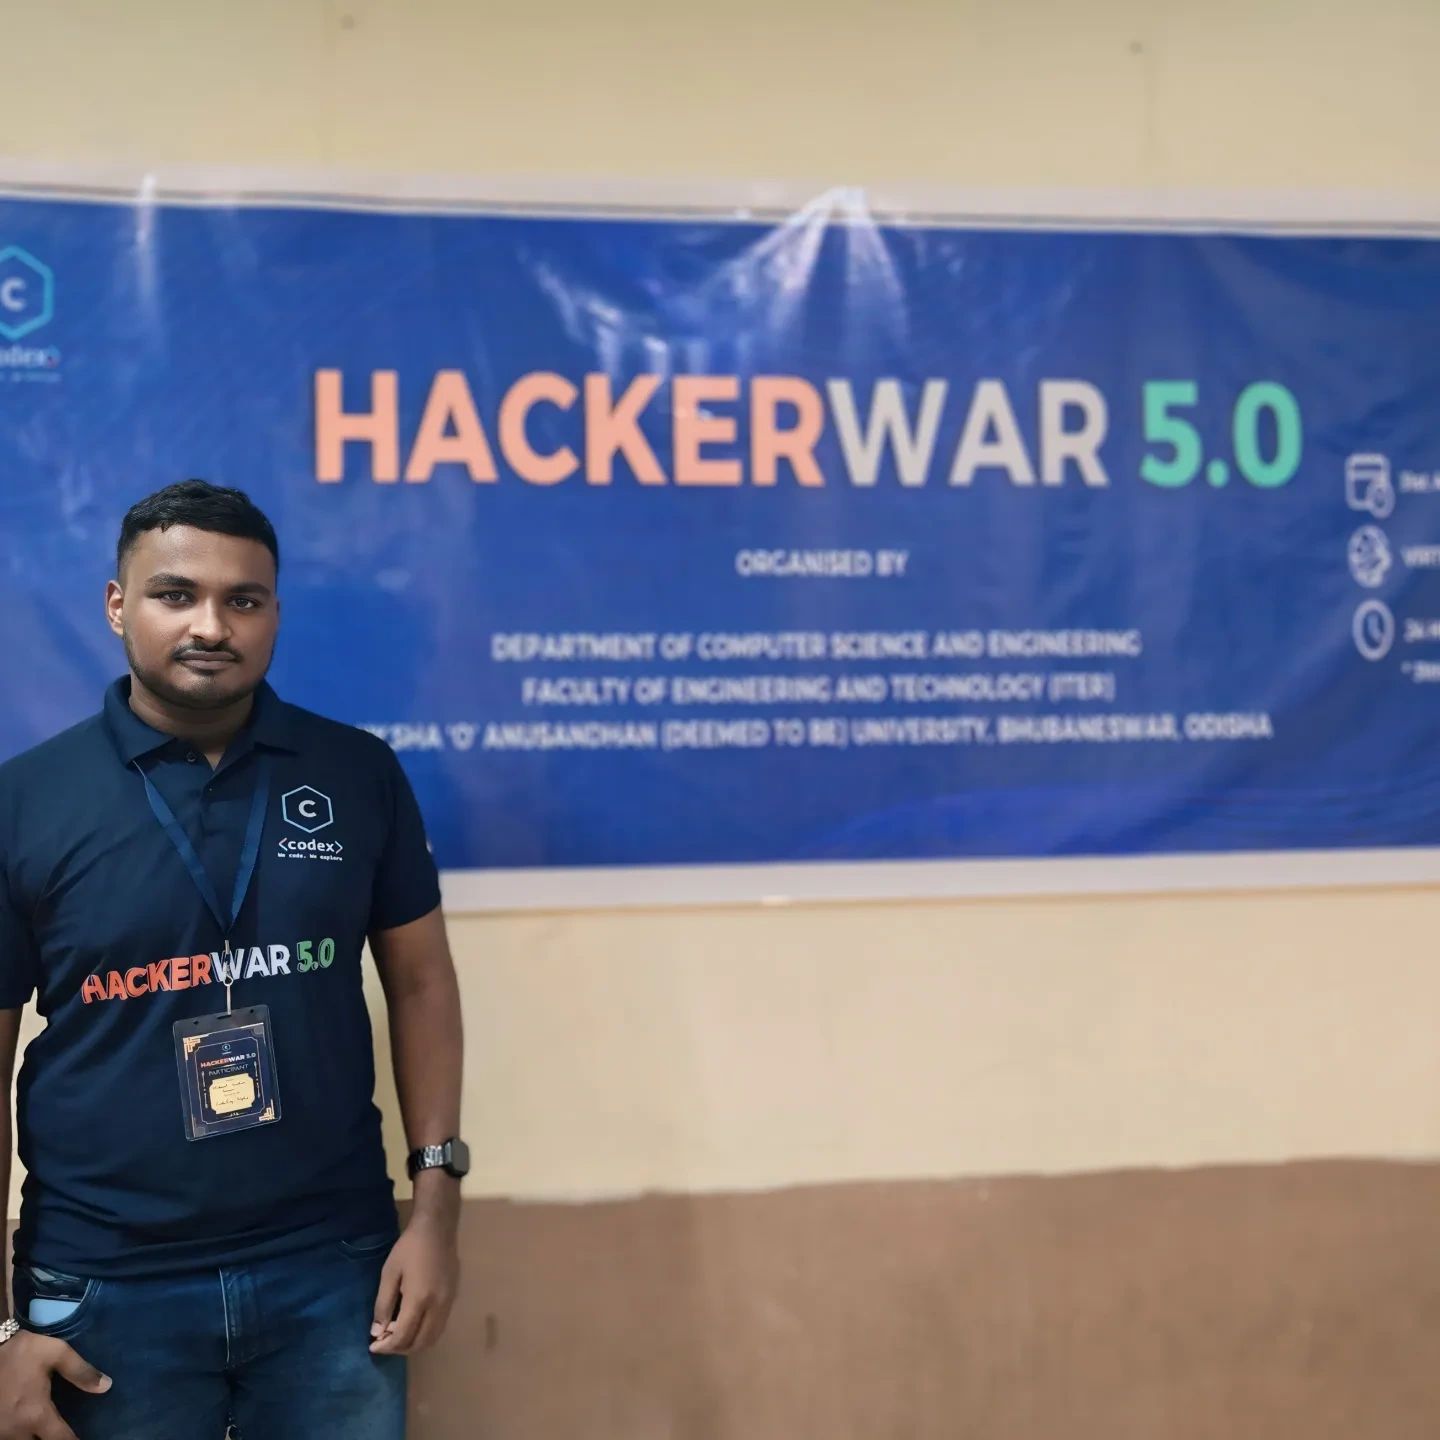 C
HACKERWAR 5.0
ORGANISED BY
DEPARTMENT OF COMPUTER SCIENCE AND ENGINEERING
FACULTY OF ENGINEERING AND TECHNOLOGY (ITER)
'O' ANUSANDHAN (DEEMED TO BE) UNIVERSITY, BHUBANESWAR, ODISHA
C
<codex>
We code. We explore
HACKERWAR 5.0
HACKERWAR 5.0
PARTICIPANT